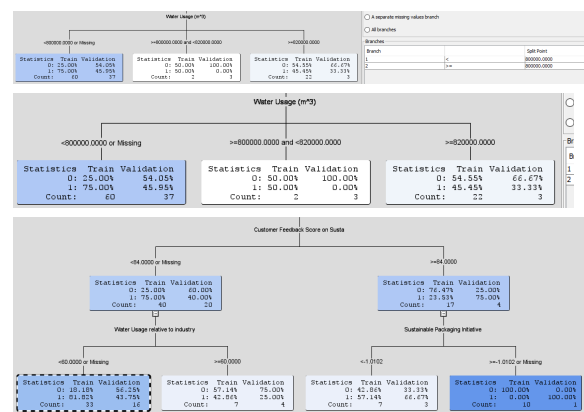 Water Usage (m^3)
A separate missing values branch
All branches
Branches
Branch Split Point
1 < 800000.0000
2 >= 800000.0000
<800000.0000 or Missing >=800000.0000 and <820000.0000 >=820000.0000
Statistics Train Validation Statistics Train Validation Statistics Train Validation
0: 25.00% 54.05% 0: 50.00% 100.00% 0: 54.55% 66.67%
1: 75.00% 45.95% 1: 50.00% 0.00% 1: 45.45% 33.33%
Count: 60 37 Count: 2 3 Count: 22 3
Water Usage (m^3)
<800000.0000 or Missing >=800000.0000 and <820000.0000 >=820000.0000
Br
B
1
2
Statistics Train Validation Statistics Train Validation Statistics Train Validation
0: 25.00% 54.05% 0: 50.00% 100.00% 0: 54.55% 66.67%
1: 75.00% 45.95% 1: 50.00% 0.00% 1: 45.45% 33.33%
Count: 60 37 Count: 2 3 Count: 22 3
Customer Feedback Score on Susta
<84.0000 or Missing >=84.0000
Statistics Train Validation Statistics Train Validation
0: 25.00% 60.00% 0: 76.47% 25.00%
1: 75.00% 40.00% 1: 23.53% 75.00%
Count: 40 20 Count: 17 4
Water Usage relative to Industry Sustainable Packaging Initiative
<60.0000 or Missing >=60.0000 <-1.0102 >=-1.0102 or Missing
Statistics Train Validation Statistics Train Validation Statistics Train Validation Statistics Train Validation
0: 18.18% 56.25% 0: 57.14% 75.00% 0: 42.86% 33.33% 0: 100.00% 0.00%
1: 81.82% 43.75% 1: 42.86% 25.00% 1: 57.14% 66.67% 1: 0.00% 100.00%
Count: 33 16 Count: 7 4 Count: 7 3 Count: 10 1